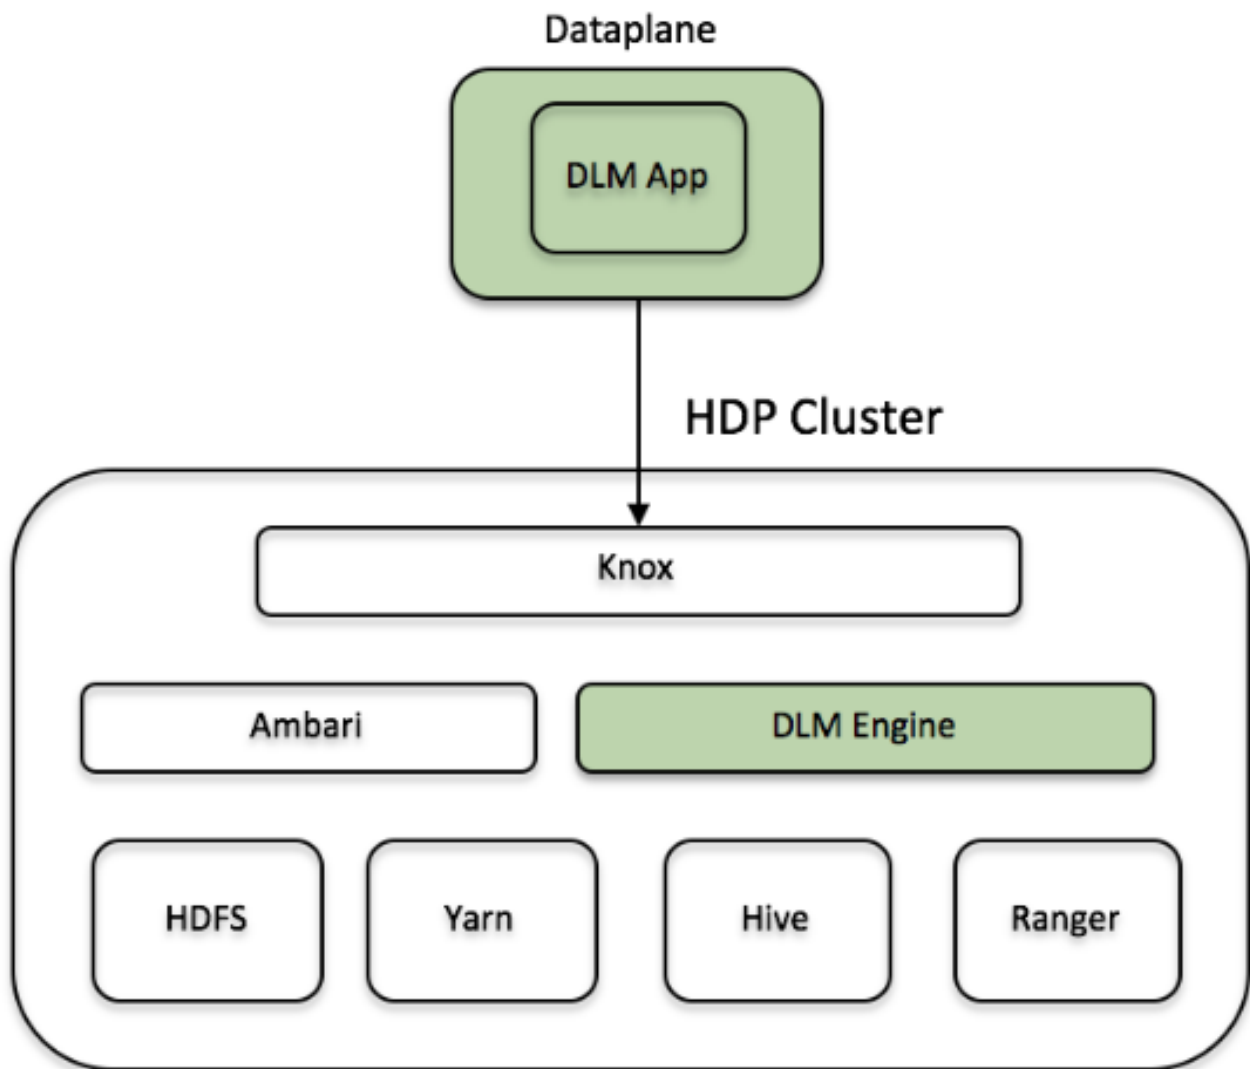 Dataplane
DLM App
HDP Cluster
Knox
Ambari
DLM Engine
HDFS
Yarn
Hive
Ranger